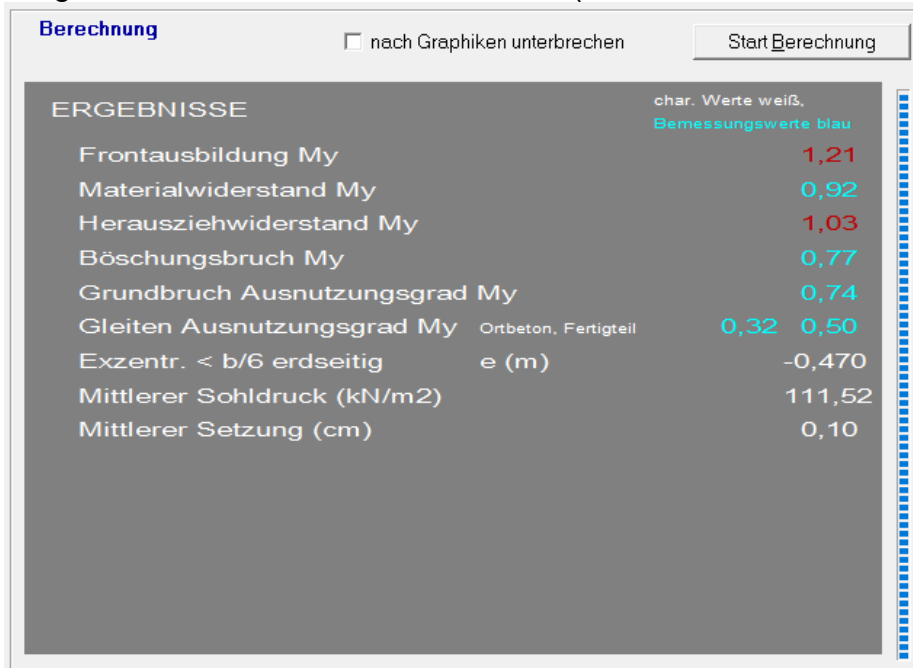 Berechnung
nach Graphiken unterbrechen
Start Berechnung
ERGEBNISSE
char. Werte weiß,
Bemessungswerte blau
Frontausbildung My 1,21
Materialwiderstand My 0,92
Herausziehwiderstand My 1,03
Böschungsbruch My 0,77
Grundbruch Ausnutzungsgrad My 0,74
Gleiten Ausnutzungsgrad My Ortbeton, Fertigteil 0,32 0,50
Exzentr. < b/6 erdseitig e (m) -0,470
Mittlerer Sohldruck (kN/m2) 111,52
Mittlerer Setzung (cm) 0,10